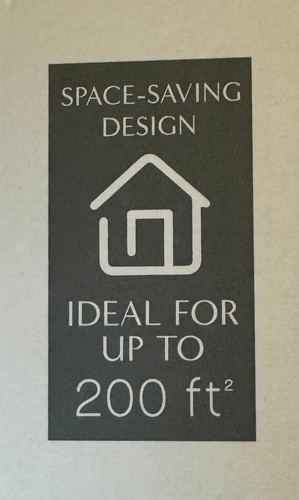 SPACE-SAVING
DESIGN
IDEAL FOR
UP TO
200 ft²